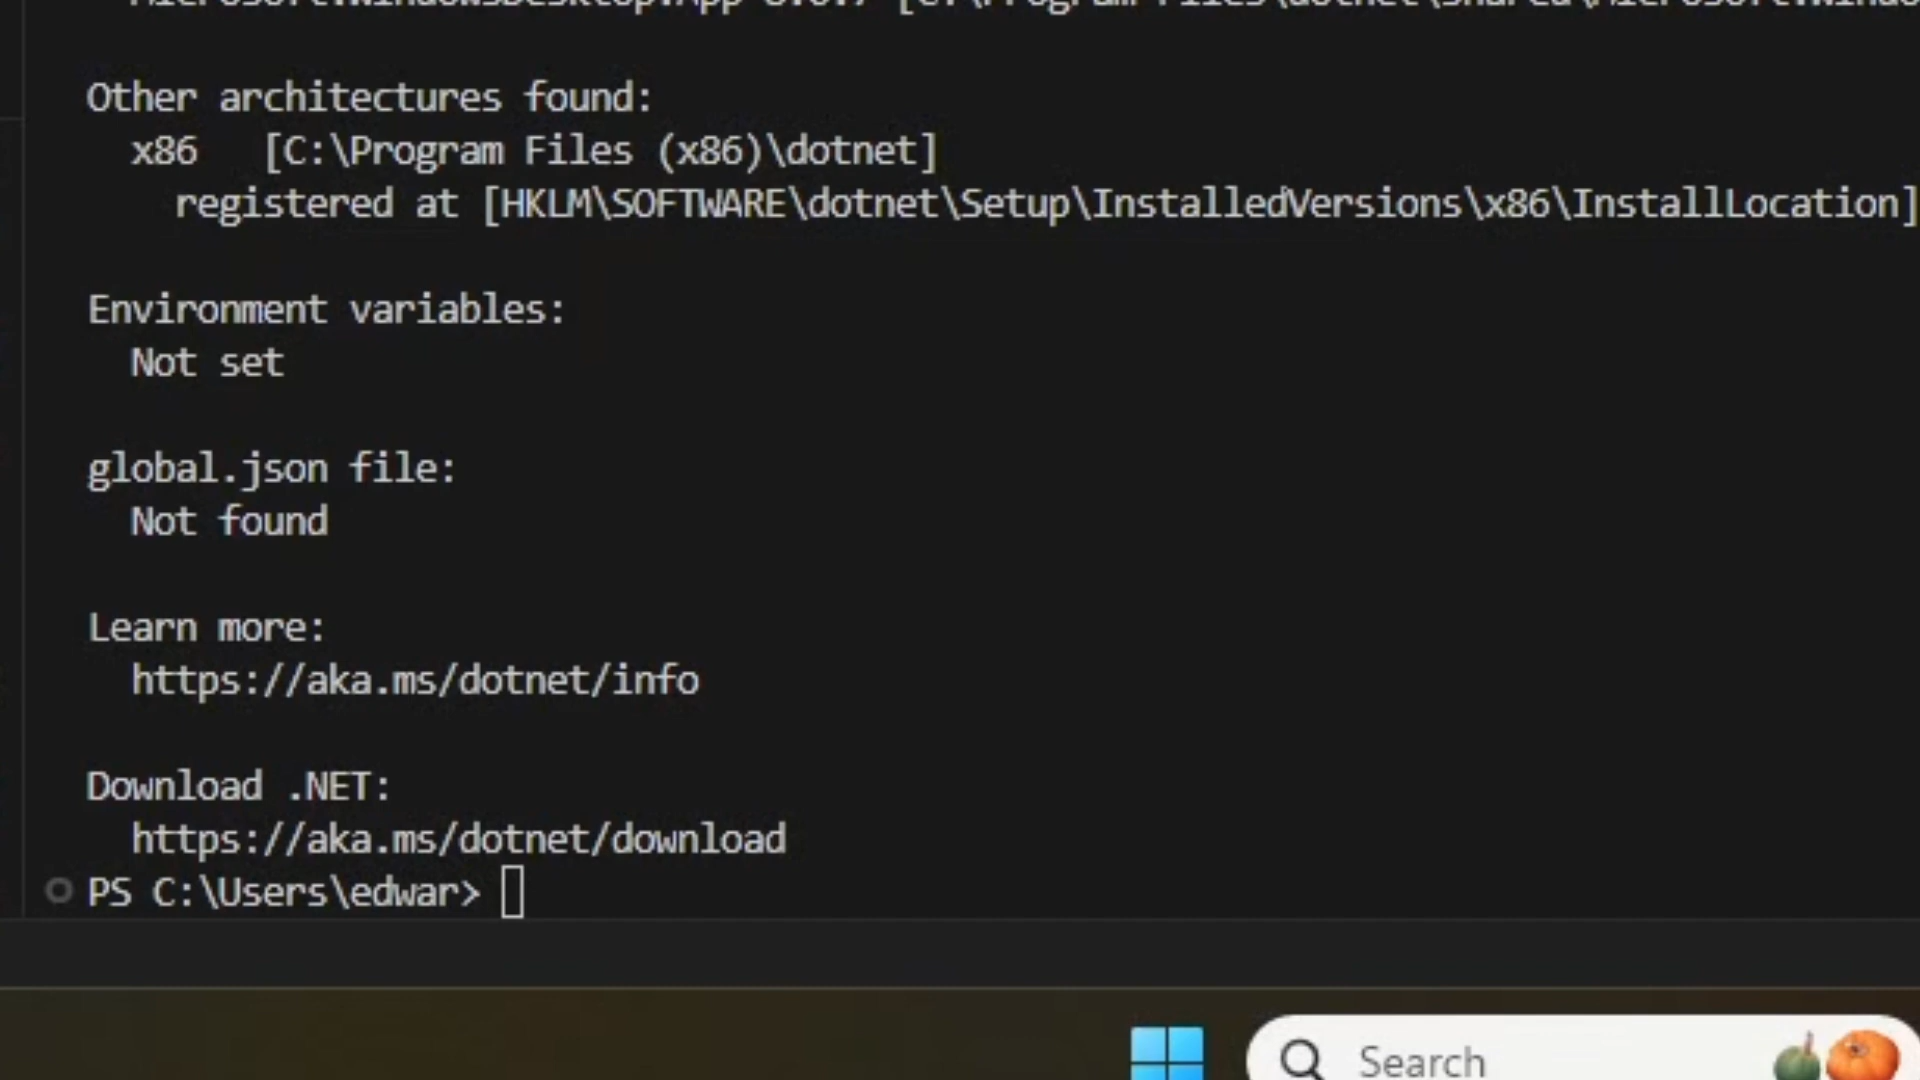 Other architectures found:
x86 [C:\Program Files (x86)\dotnet]
registered at [HKLM\SOFTWARE\dotnet\Setup\InstalledVersions\x86\InstallLocation]
Environment variables:
Not set
global.json file:
Not found
Learn more:
https://aka.ms/dotnet/info
Download .NET:
https://aka.ms/dotnet/download
PS C:\Users\edwar>
Search